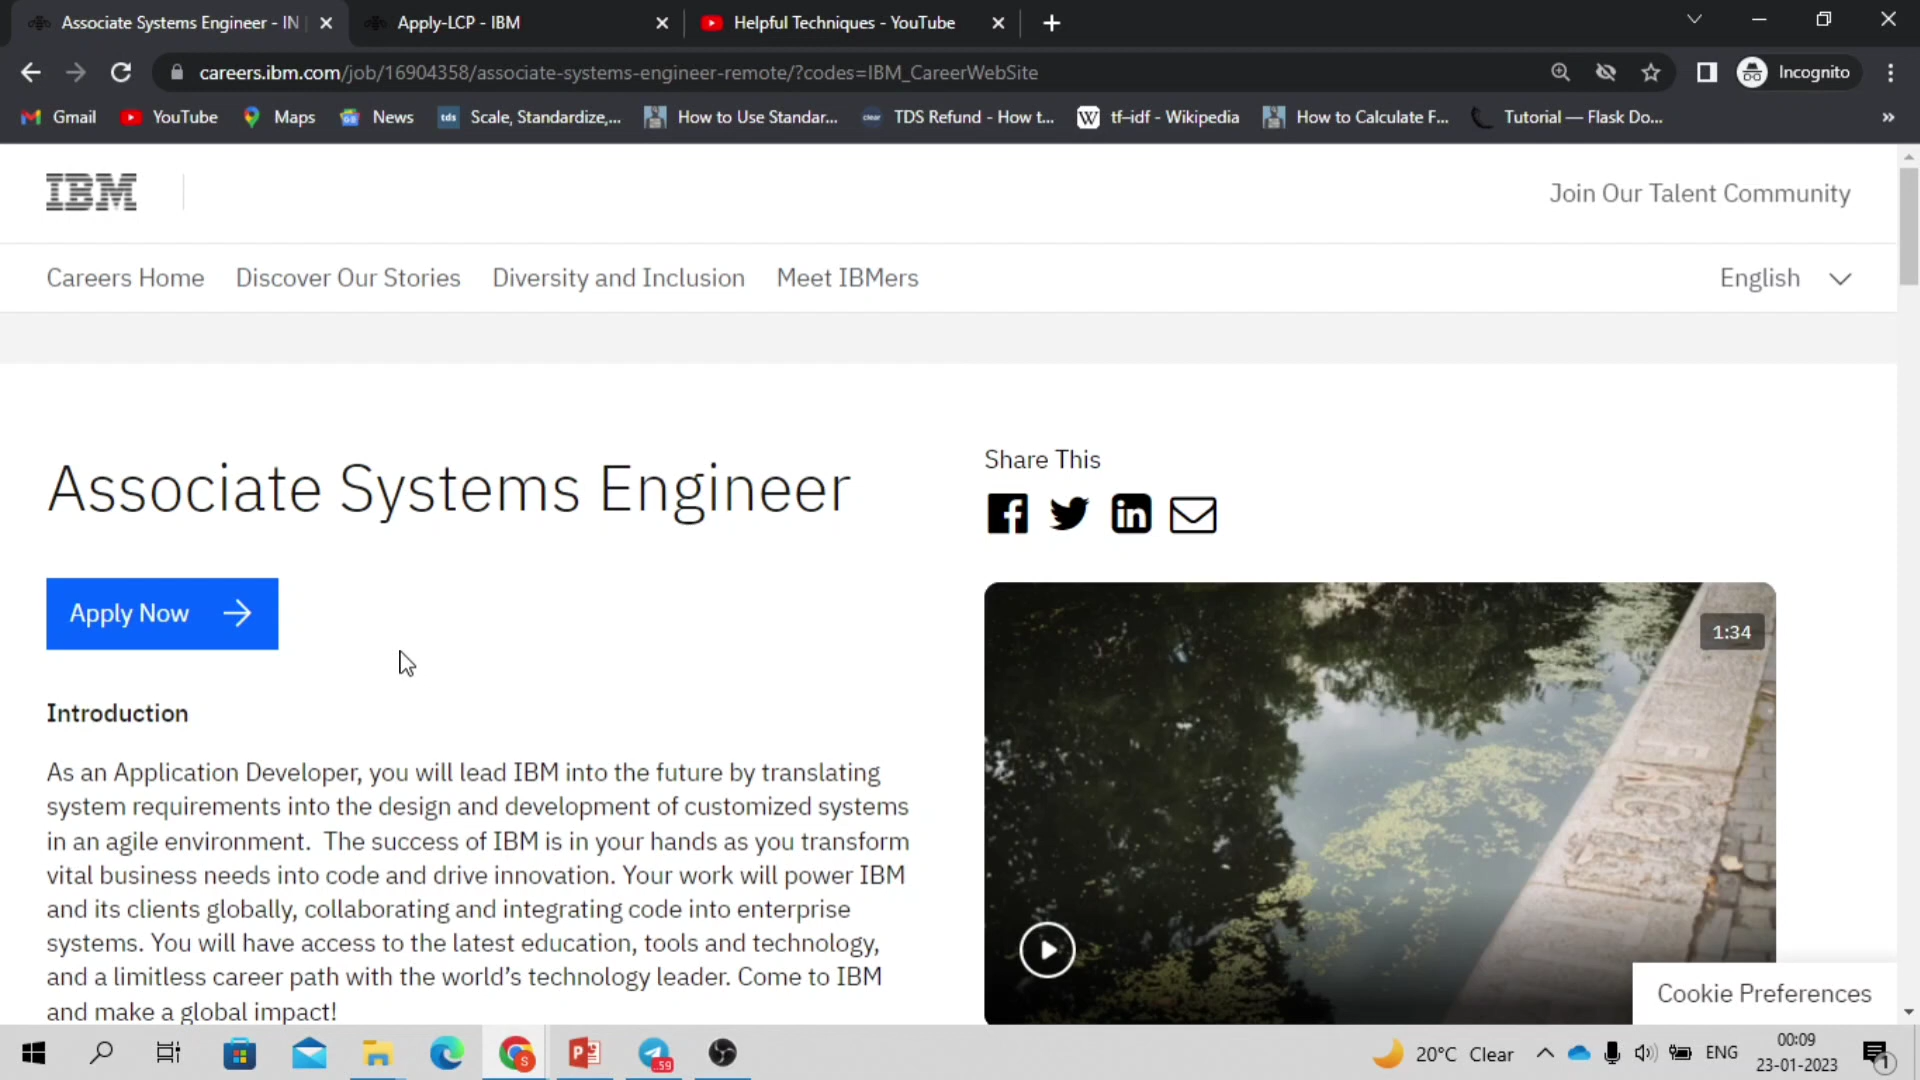 Associate Systems Engineer - IN
Apply-LCP - IBM
Helpful Techniques - YouTube
careers.ibm.com/job/16904358/associate-systems-engineer-remote/?codes=IBM_CareerWebSite
Incognito
Gmail
YouTube
Maps
News
tds Scale, Standardize,...
How to Use Standar...
clear TDS Refund - How t...
W tf–idf - Wikipedia
How to Calculate F...
Tutorial — Flask Do...
»
IBM
Join Our Talent Community
Careers Home
Discover Our Stories
Diversity and Inclusion
Meet IBMers
English
Associate Systems Engineer
Share This
Apply Now
1:34
Introduction
As an Application Developer, you will lead IBM into the future by translating
system requirements into the design and development of customized systems
in an agile environment.  The success of IBM is in your hands as you transform
vital business needs into code and drive innovation. Your work will power IBM
and its clients globally, collaborating and integrating code into enterprise
systems. You will have access to the latest education, tools and technology,
and a limitless career path with the world’s technology leader. Come to IBM
and make a global impact!
Cookie Preferences
S
59
20°C Clear
ENG
00:09
23-01-2023
1